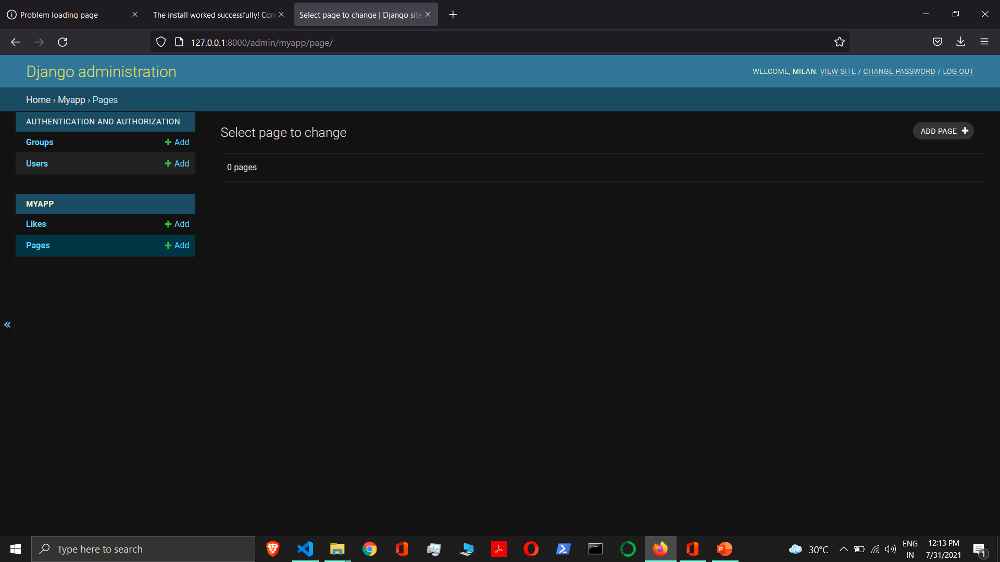 Problem loading page
The install worked successfully! Con
Select page to change | Django site
127.0.0.1:8000/admin/myapp/page/
Django administration
WELCOME, MILAN. VIEW SITE / CHANGE PASSWORD / LOG OUT
Home › Myapp › Pages
AUTHENTICATION AND AUTHORIZATION
Groups
Add
Users
Add
MYAPP
Likes
Add
Pages
Add
«
Select page to change
ADD PAGE
0 pages
Type here to search
P
30°C
ENG
IN
12:13 PM
7/31/2021
1